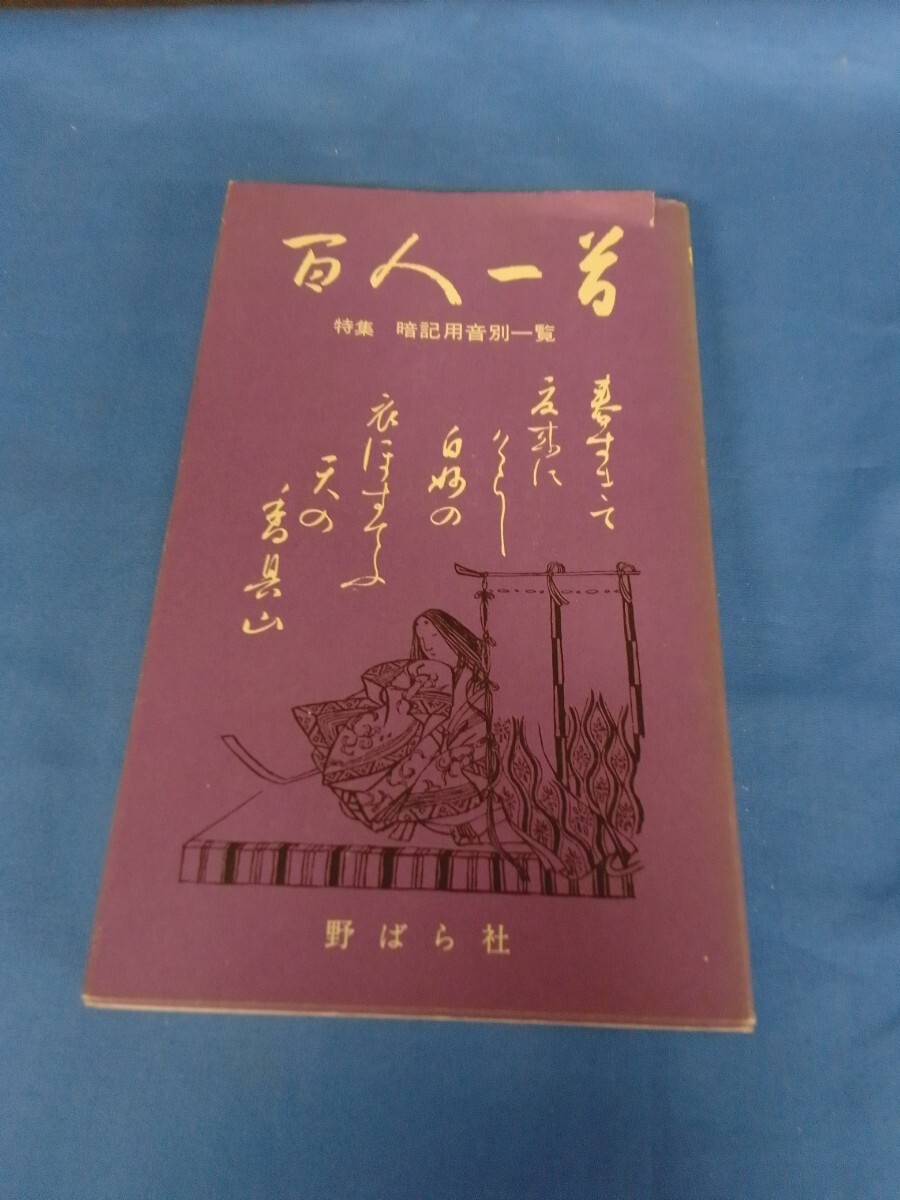 百人一首
特集 暗記用音別一覧
春すきて
夏来に
けらし
白妙の
衣ほすてふ
天の
香具山
野ばら社